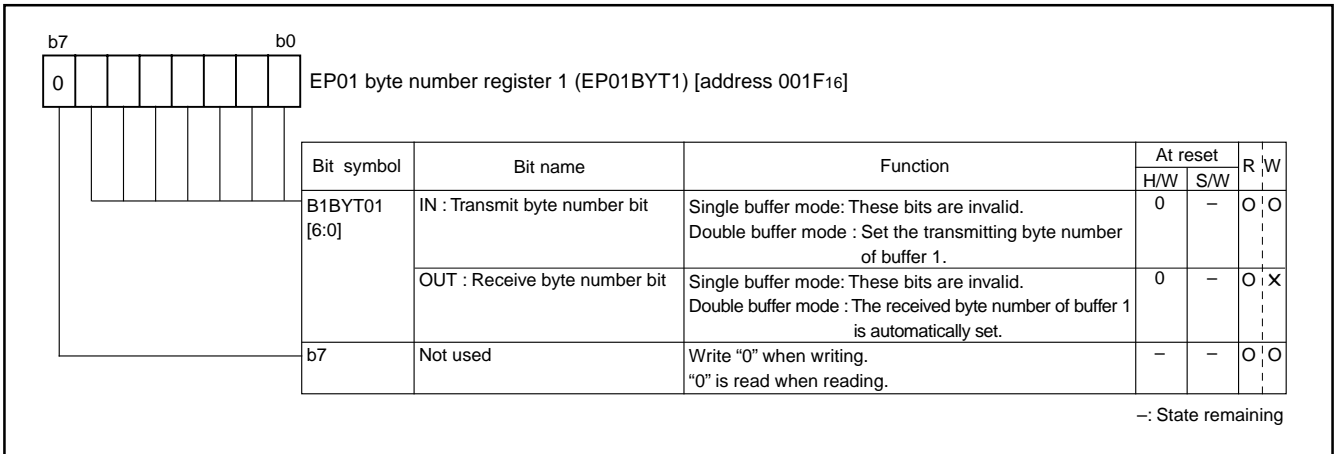 b7 b0
0 EP01 byte number register 1 (EP01BYT1) [address 001F16]
Bit symbol Bit name Function At reset R W
H/W S/W
B1BYT01 IN : Transmit byte number bit Single buffer mode: These bits are invalid. 0 – O O
[6:0] Double buffer mode : Set the transmitting byte number
of buffer 1.
OUT : Receive byte number bit Single buffer mode: These bits are invalid. 0 – O ×
Double buffer mode : The received byte number of buffer 1
is automatically set.
b7 Not used Write “0” when writing. – – O O
“0” is read when reading.
–: State remaining